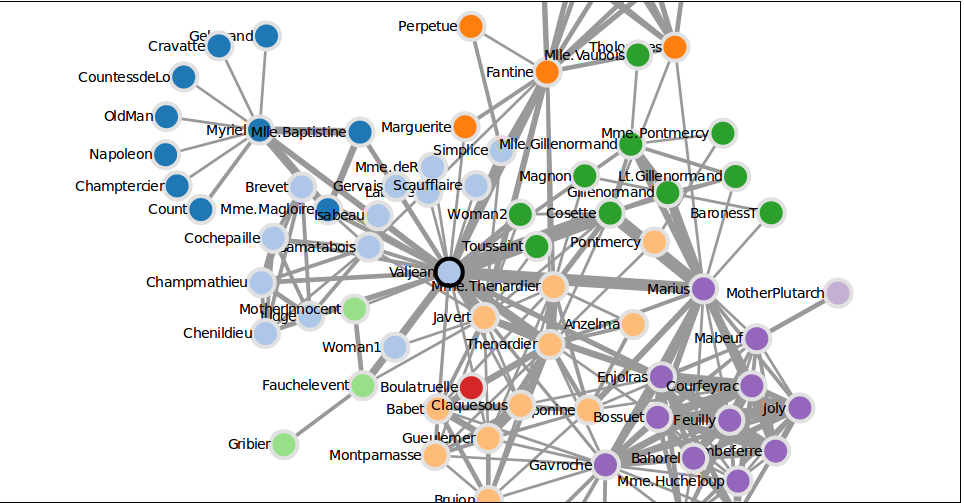 Perpetue
Cravatte
Mlle.Vaubois
Fantine
CountessdeLo
OldMan
Myriel
Mlle.Baptistine
Marguerite
Mme.Pontmercy
Simplice
Mlle.Gillenormand
Napoleon
Mme.deR
Magnon
Lt.Gillenormand
Champtercier
Brevet
Gervais
Scaufflaire
Gillenormand
Count
Mme.Magloire
Isabeau
Woman2
Cosette
BaronessT
Cochepaille
Toussaint
Pontmercy
Valjean
Champmathieu
Mme.Thenardier
Marius
MotherPlutarch
MotherInnocent
Javert
Anzelma
Chenildieu
Woman1
Thenardier
Mabeuf
Fauchelevent
Boulatruelle
Enjolras
Courfeyrac
Babet
Claquesous
Bossuet
Feuilly
Joly
Gribier
Gueulemer
Montparnasse
Gavroche
Bahorel
Mme.Hucheloup
Brujon